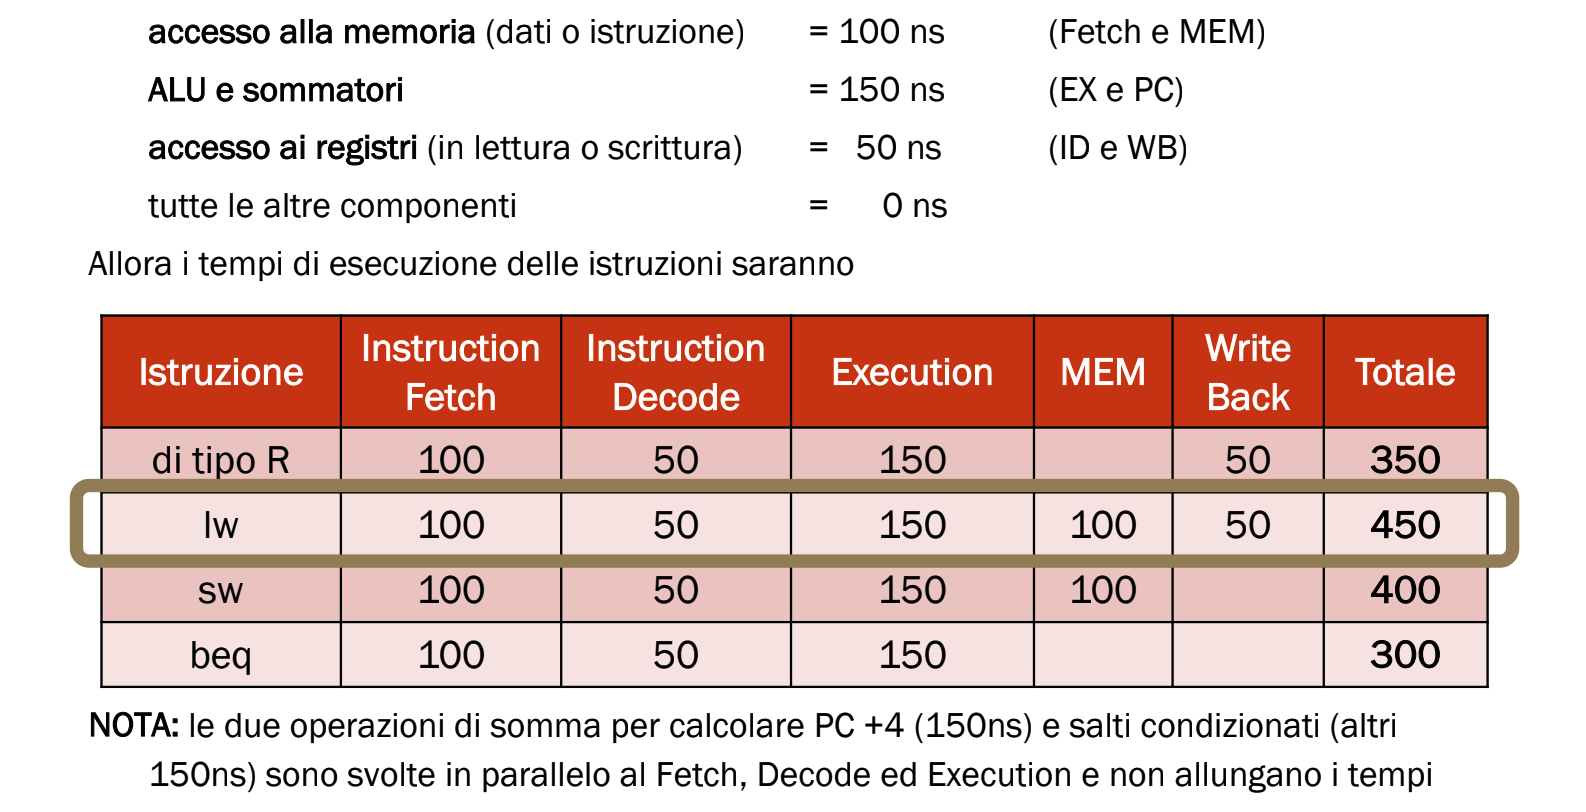 accesso alla memoria (dati o istruzione) = 100 ns (Fetch e MEM)
ALU e sommatori = 150 ns (EX e PC)
accesso ai registri (in lettura o scrittura) = 50 ns (ID e WB)
tutte le altre componenti = 0 ns
Allora i tempi di esecuzione delle istruzioni saranno
Istruzione Instruction Fetch Instruction Decode Execution MEM Write Back Totale
di tipo R 100 50 150 50 350
lw 100 50 150 100 50 450
sw 100 50 150 100 400
beq 100 50 150 300
NOTA: le due operazioni di somma per calcolare PC +4 (150ns) e salti condizionati (altri
150ns) sono svolte in parallelo al Fetch, Decode ed Execution e non allungano i tempi